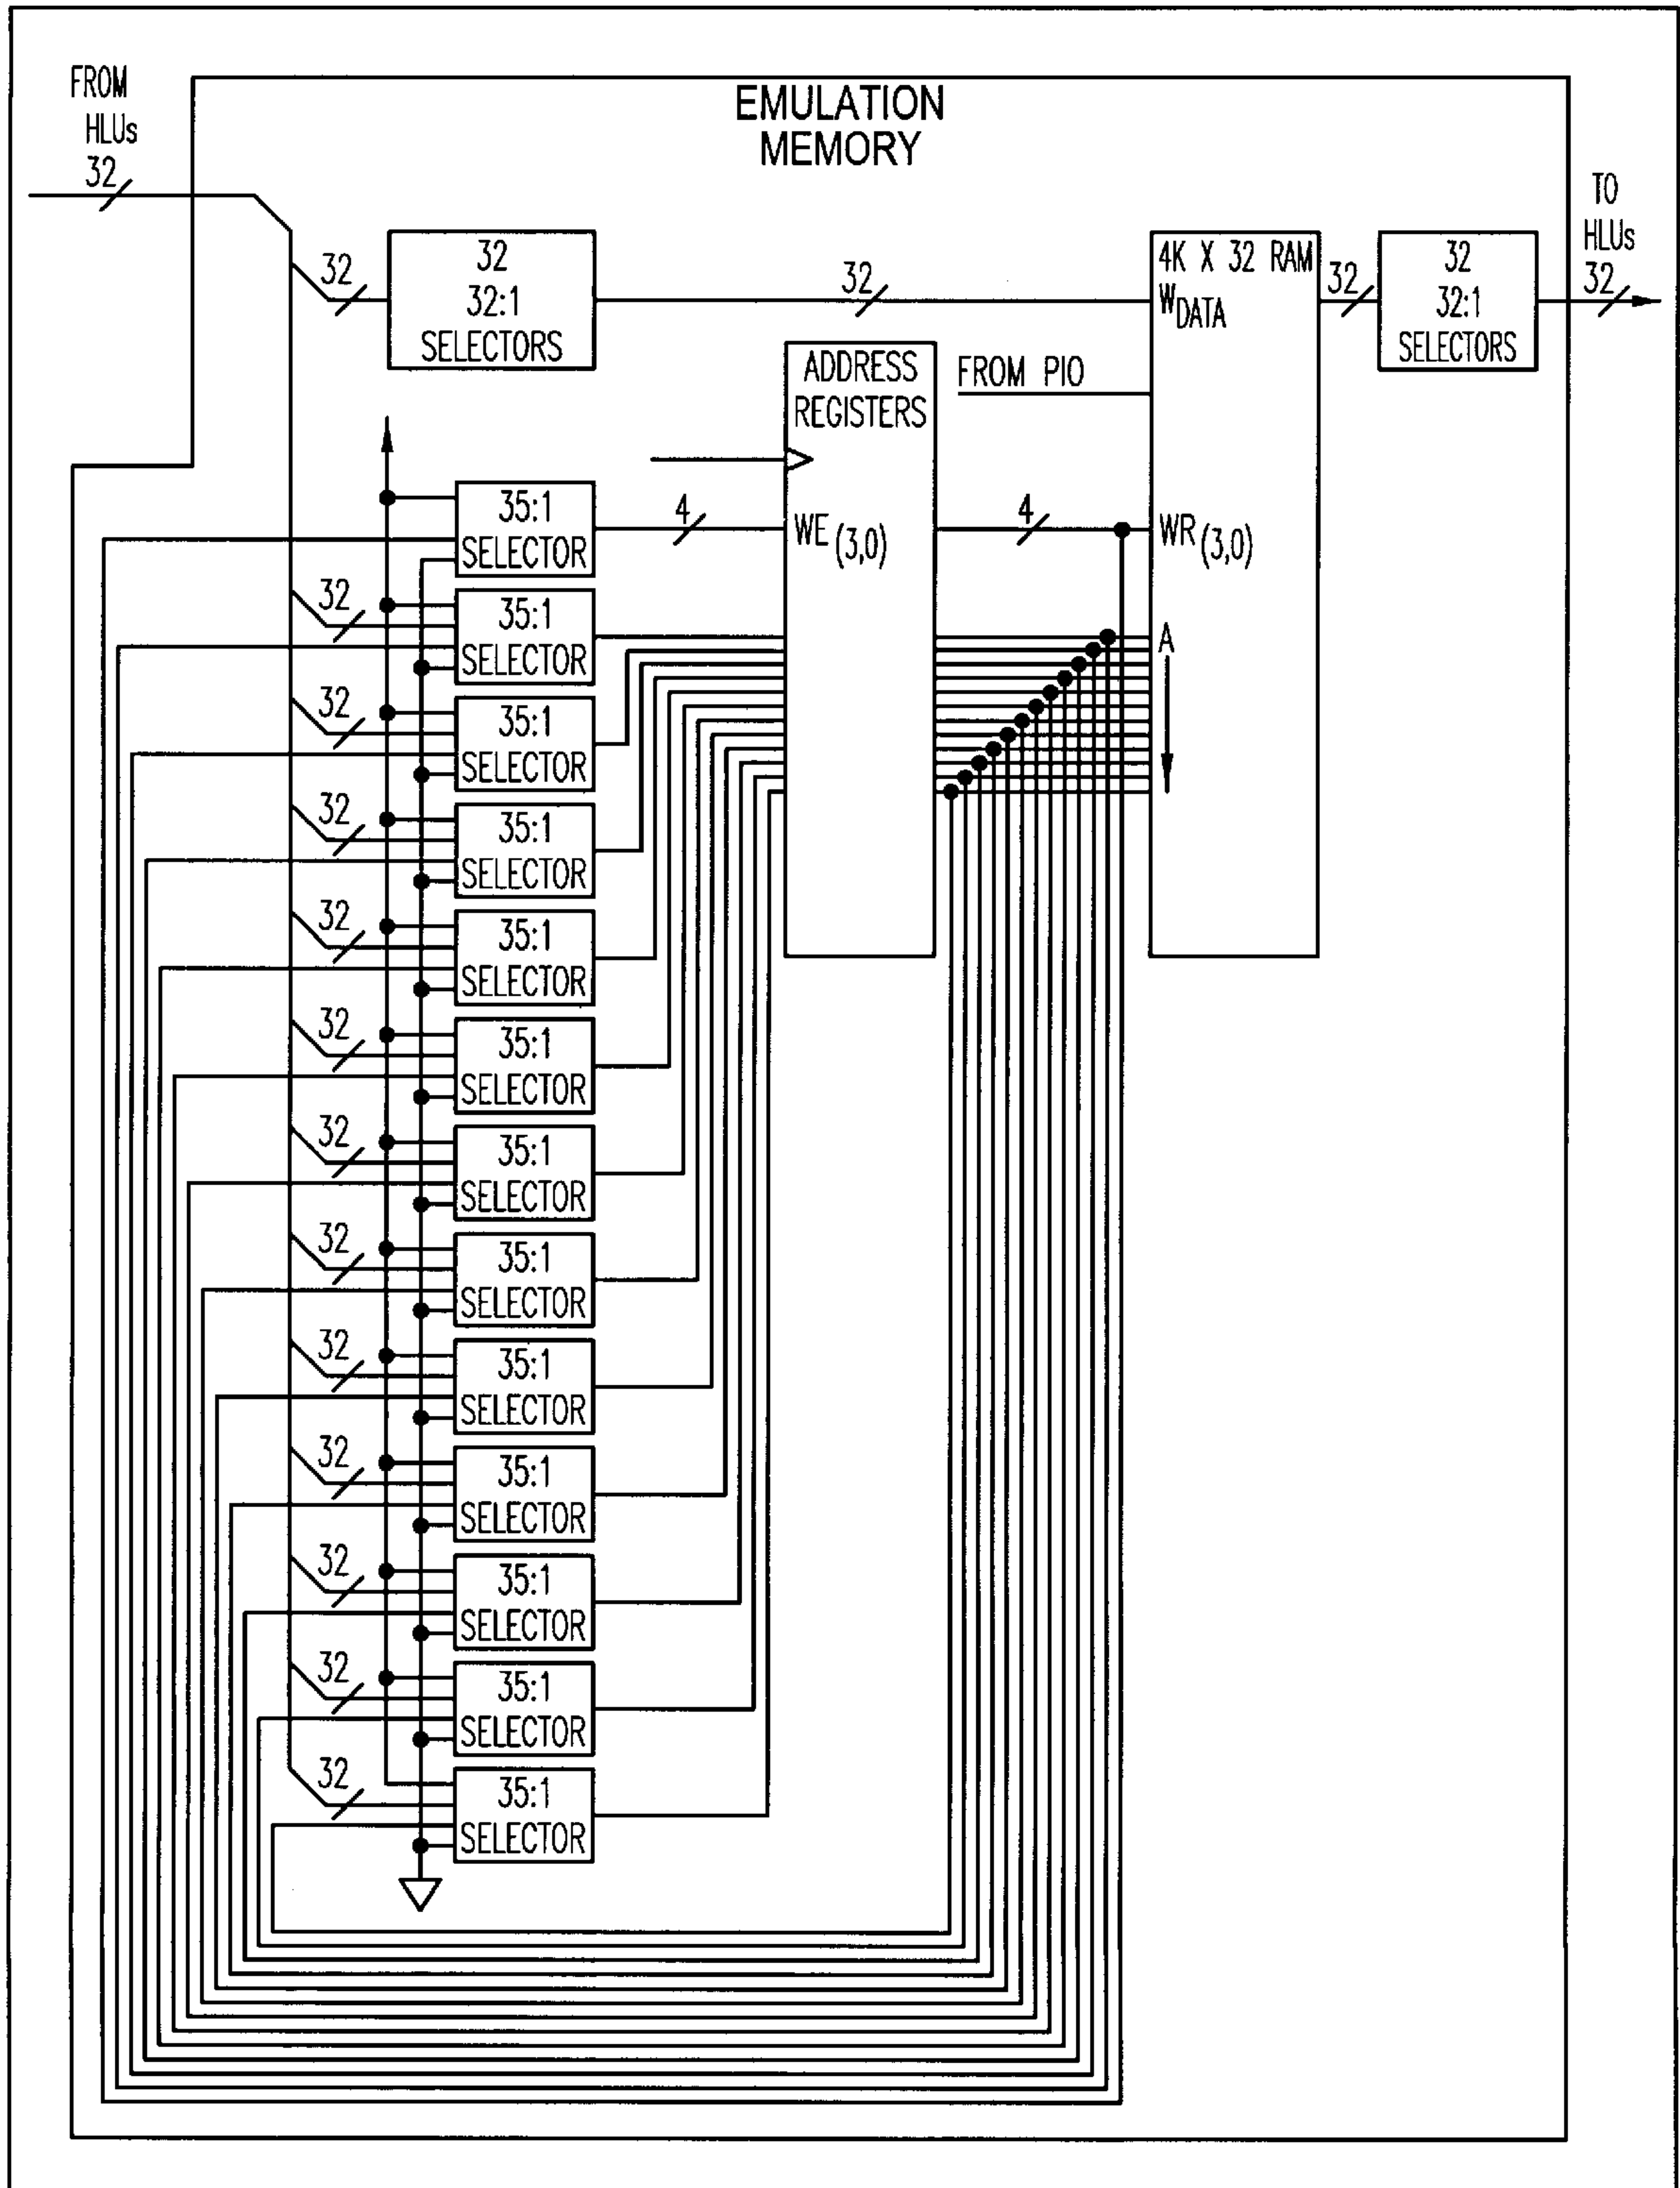 FROM
HLUs
32
EMULATION
MEMORY
TO
HLUs
32
32
32
32:1
SELECTORS
32
4K X 32 RAM
WDATA
32
32
32:1
SELECTORS
ADDRESS
REGISTERS
FROM PIO
35:1
SELECTOR
4
WE (3,0)
4
WR (3,0)
32
35:1
SELECTOR
A
32
35:1
SELECTOR
32
35:1
SELECTOR
32
35:1
SELECTOR
32
35:1
SELECTOR
32
35:1
SELECTOR
32
35:1
SELECTOR
32
35:1
SELECTOR
32
35:1
SELECTOR
32
35:1
SELECTOR
32
35:1
SELECTOR
32
35:1
SELECTOR